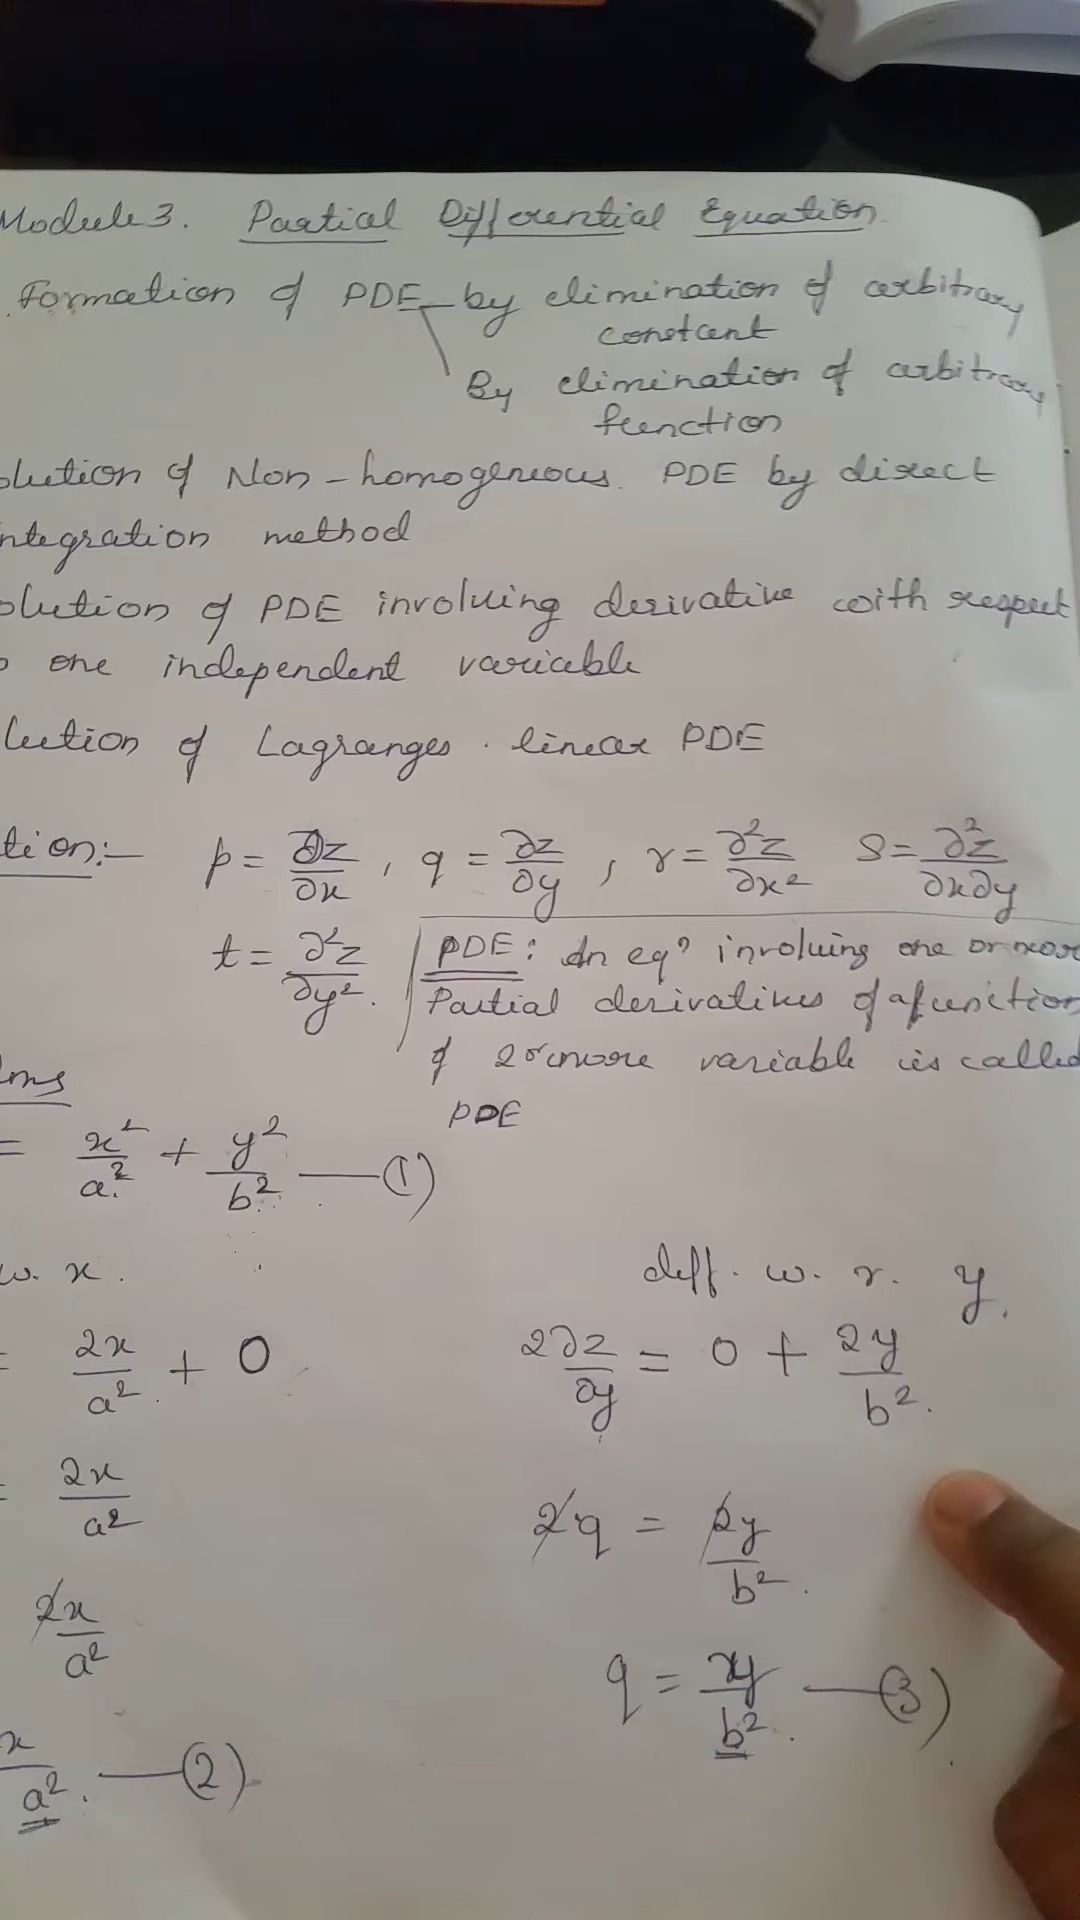 Module 3. Partial Differential Equation
Formation of PDE by elimination of arbitrary
constant
By elimination of arbitrary
function
olution of Non-homogeneous. PDE by direct
ntegration method
olution of PDE involving derivative with respect
o one independent variable
lution of Lagranges. linear PDE
tion:- p = ∂z/∂x , q = ∂z/∂y , r = ∂²z/∂x² S = ∂²z/∂x∂y
t = ∂²z/∂y². PDE: An eqn involving one or more
Partial derivatives of a function
of 2 or more variable is called
PDE
ms
= x²/a² + y²/b² — (1)
w. x. diff. w. r. y.
= 2x/a² + 0 2∂z/∂y = 0 + 2y/b².
= 2x/a² 2q = 2y/b².
2x/a² q = y/b². — (3)
x/a². — (2)